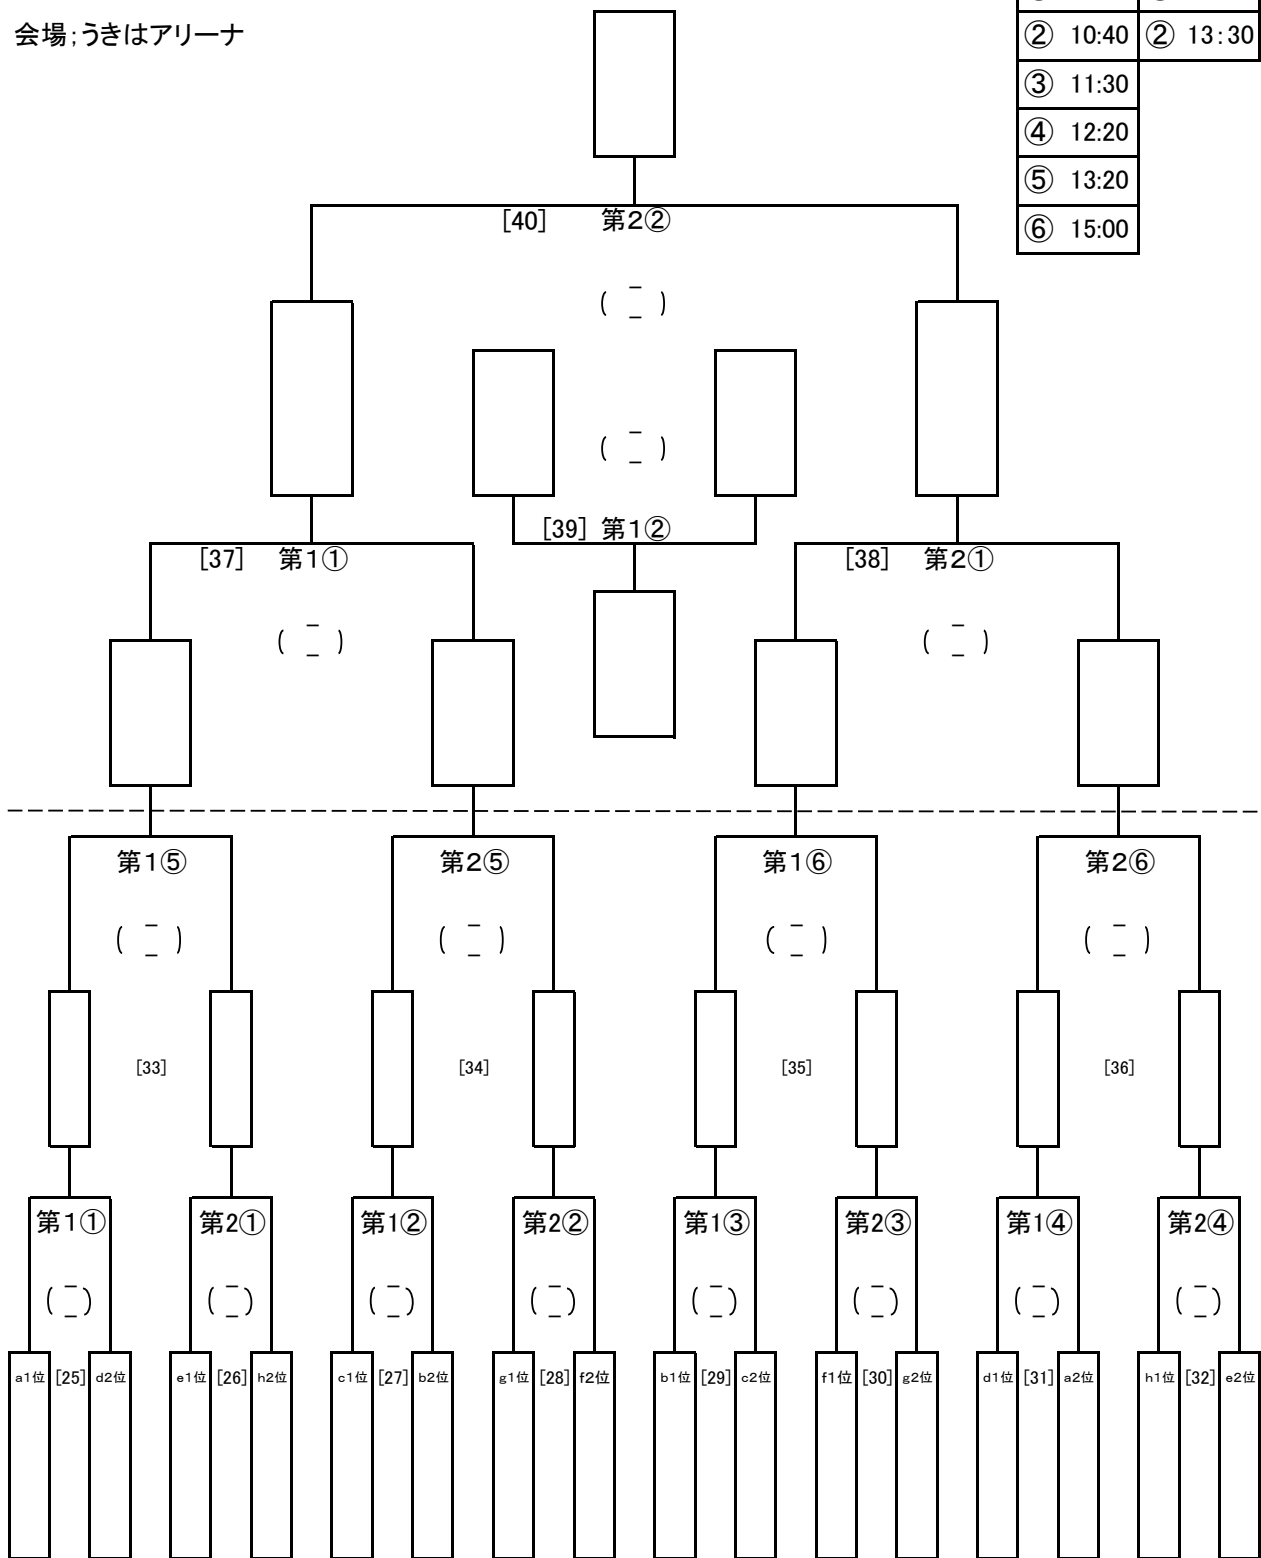 会場；うきはアリーナ
② 10:40 ② 13:30
③ 11:30
④ 12:20
⑤ 13:20
⑥ 15:00
[40] 第2②
( － － )
( － － )
[39] 第1②
[37] 第1① [38] 第2①
( － － ) ( － － )
第1⑤ 第2⑤ 第1⑥ 第2⑥
( － － ) ( － － ) ( － － ) ( － － )
[33] [34] [35] [36]
第1① 第2① 第1② 第2② 第1③ 第2③ 第1④ 第2④
( － － ) ( － － ) ( － － ) ( － － ) ( － － ) ( － － ) ( － － ) ( － － )
a1位 [25] d2位 e1位 [26] h2位 c1位 [27] b2位 g1位 [28] f2位 b1位 [29] c2位 f1位 [30] g2位 d1位 [31] a2位 h1位 [32] e2位